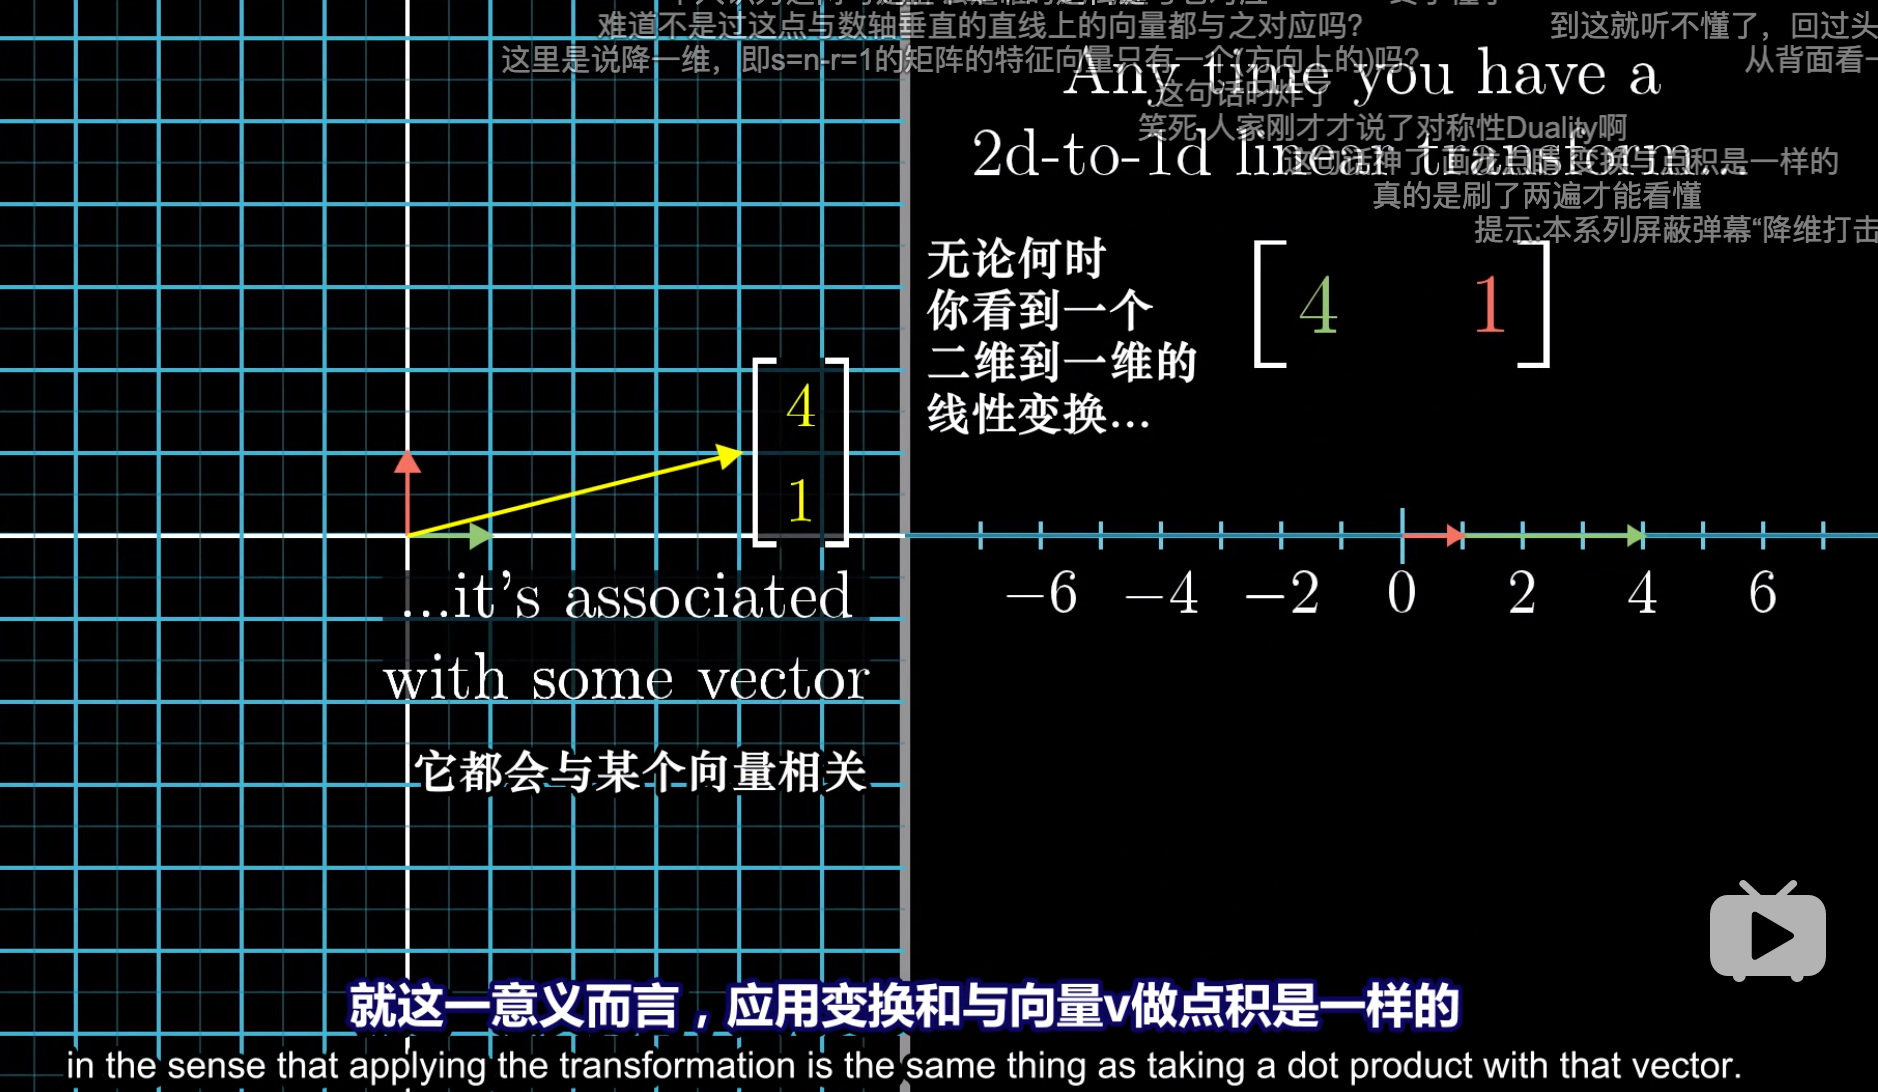 难道不是过这点与数轴垂直的直线上的向量都与之对应吗?
到这就听不懂了，回过头
这里是说降一维，即s=n-r=1的矩阵的特征向量只有一个(方向上的)吗?
从背面看一
Any time you have a
这句话吊炸了
笑死 人家刚才才说了对称性Duality啊
2d-to-1d linear transform...
变换与点积是一样的
真的是刷了两遍才能看懂
提示:本系列屏蔽弹幕“降维打击
无论何时
你看到一个
二维到一维的
线性变换...
[4 1]
4
1
−6 −4 −2 0 2 4 6
...it's associated
with some vector
它都会与某个向量相关
就这一意义而言，应用变换和与向量v做点积是一样的
in the sense that applying the transformation is the same thing as taking a dot product with that vector.